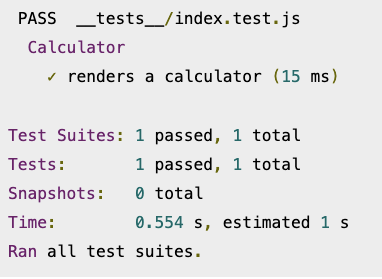 PASS  __tests__/index.test.js
Calculator
✓ renders a calculator (15 ms)
Test Suites: 1 passed, 1 total
Tests:       1 passed, 1 total
Snapshots:   0 total
Time:        0.554 s, estimated 1 s
Ran all test suites.